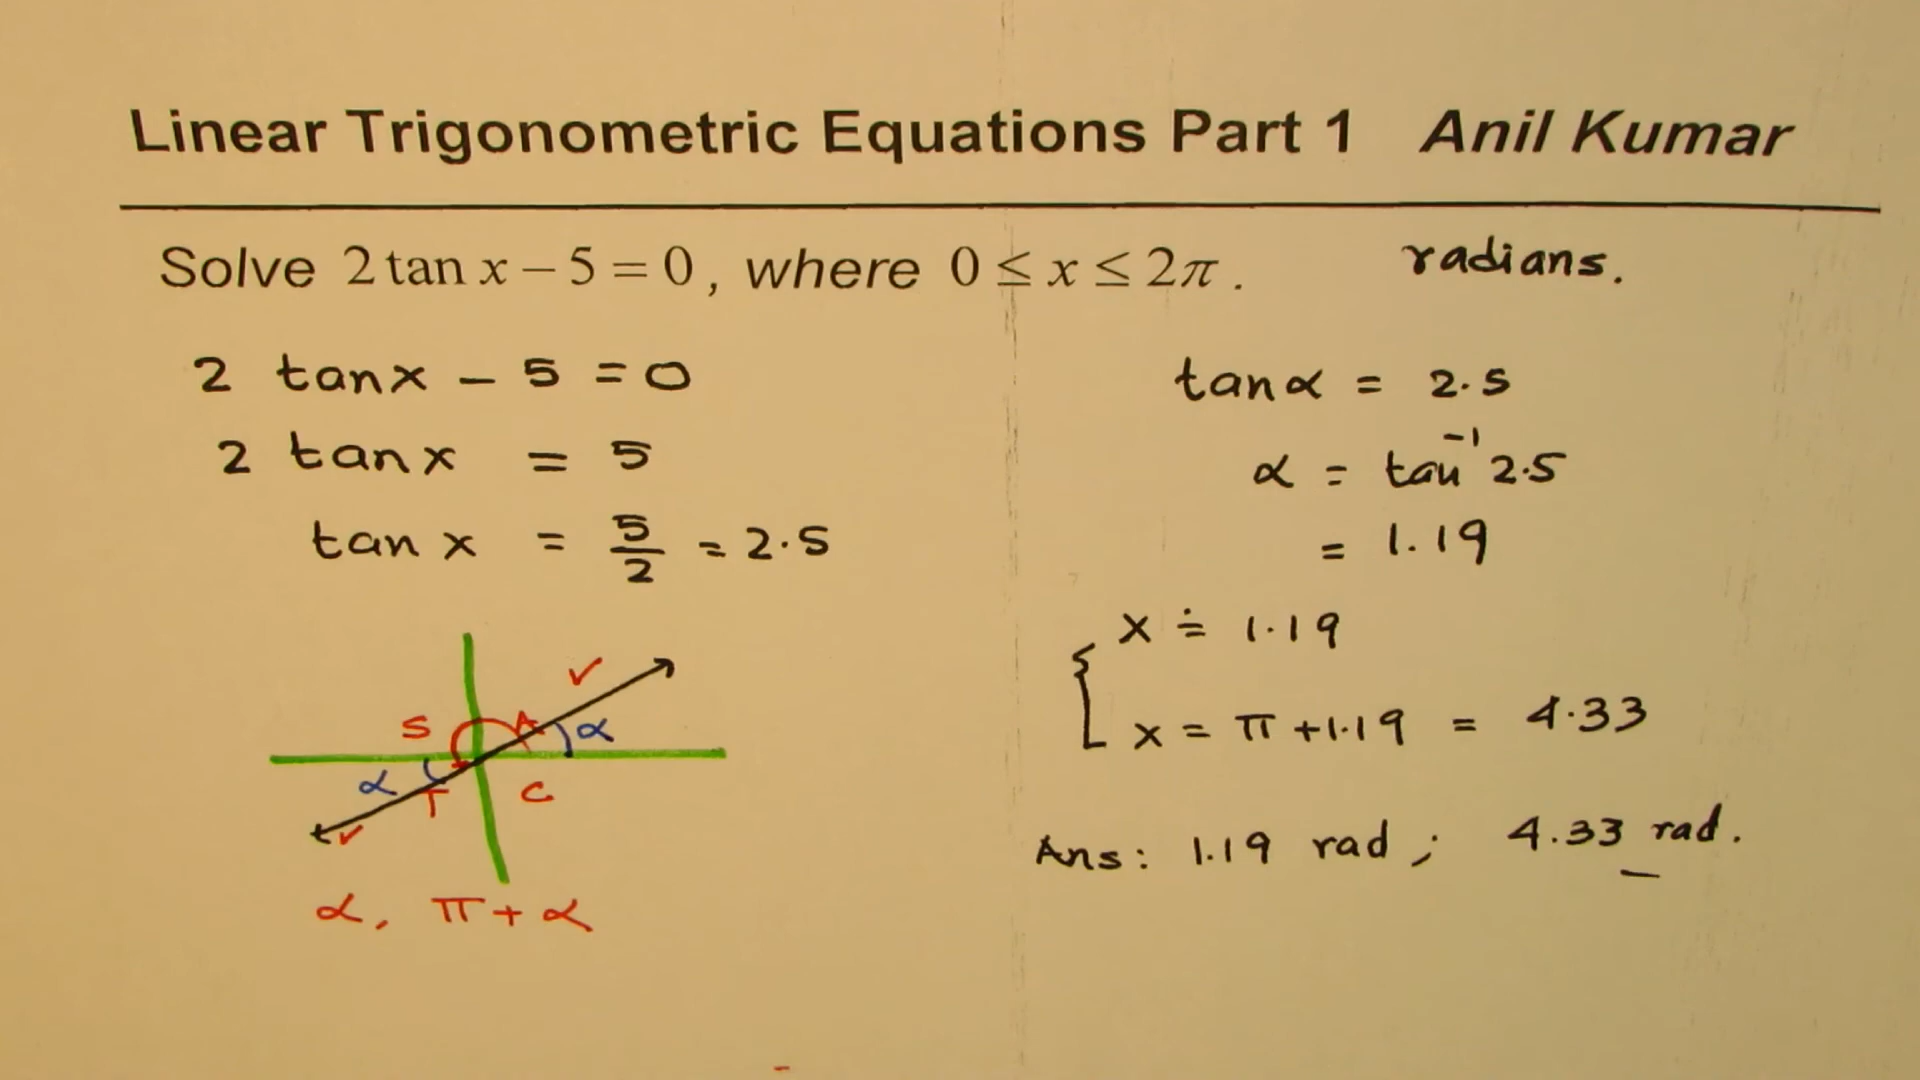 Linear Trigonometric Equations Part 1 Anil Kumar
Solve 2 tan x − 5 = 0, where 0 ≤ x ≤ 2π. radians.
2 tanx − 5 = 0
2 tanx = 5
tan x = 5/2 = 2.5
S A α
α T C
α, π + α
tanα = 2.5
α = tan⁻¹ 2.5
= 1.19
x ≐ 1.19
x = π + 1.19 = 4.33
Ans: 1.19 rad ; 4.33 rad.